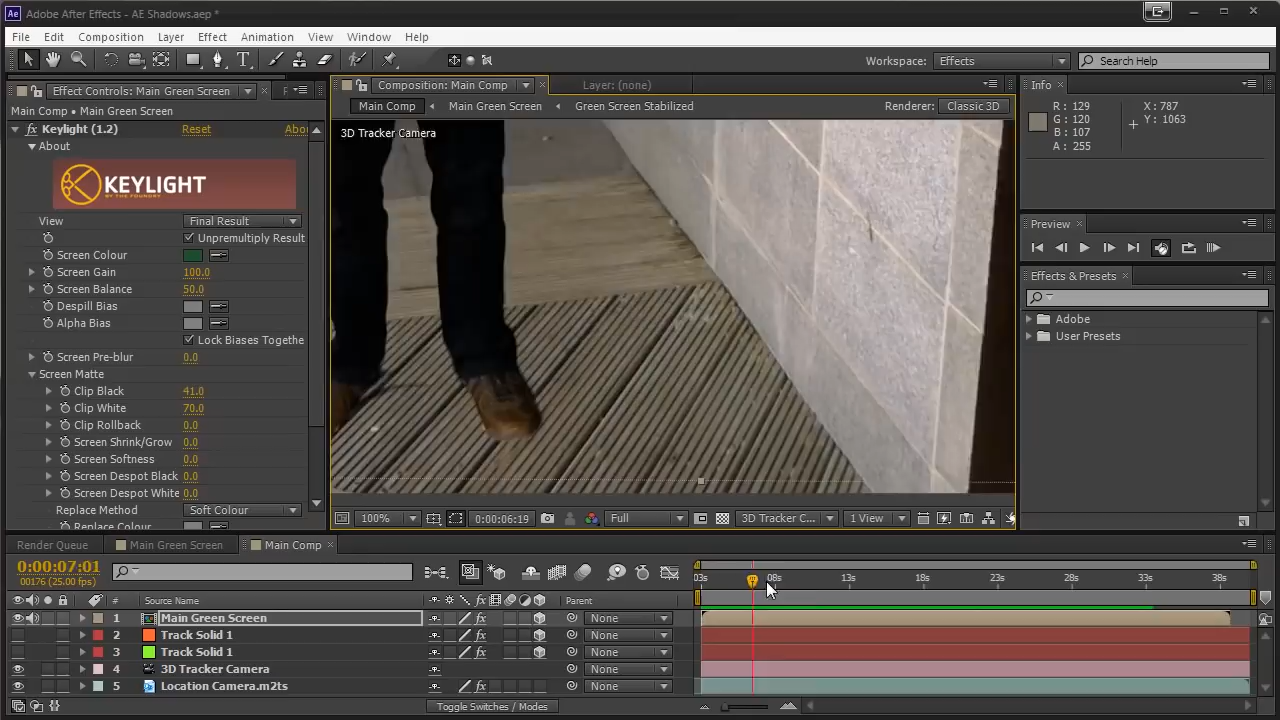 Adobe After Effects - AE Shadows.aep *
File Edit Composition Layer Effect Animation View Window Help
Workspace: Effects Search Help
Effect Controls: Main Green Screen
Composition: Main Comp Layer: (none)
Info
Main Comp • Main Green Screen
Main Comp Main Green Screen Green Screen Stabilized Renderer: Classic 3D
R: 129 X: 787
G: 120 Y: 1063
B: 107
A: 255
Keylight (1.2) Reset Abou
3D Tracker Camera
About
KEYLIGHT
BY THE FOUNDRY
View Final Result
Unpremultiply Result
Screen Colour
Screen Gain 100.0
Screen Balance 50.0
Despill Bias
Alpha Bias
Lock Biases Togethe
Screen Pre-blur 0.0
Screen Matte
Clip Black 41.0
Clip White 70.0
Clip Rollback 0.0
Screen Shrink/Grow 0.0
Screen Softness 0.0
Screen Despot Black 0.0
Screen Despot White 0.0
Replace Method Soft Colour
Replace Colour
Preview
Effects & Presets
Adobe
User Presets
100% 0:00:06:19 Full 3D Tracker C... 1 View
Render Queue Main Green Screen Main Comp
0:00:07:01
00176 (25.00 fps)
03s 08s 13s 18s 23s 28s 33s 38s
# Source Name Parent
1 Main Green Screen None
2 Track Solid 1 None
3 Track Solid 1 None
4 3D Tracker Camera None
5 Location Camera.m2ts None
Toggle Switches / Modes